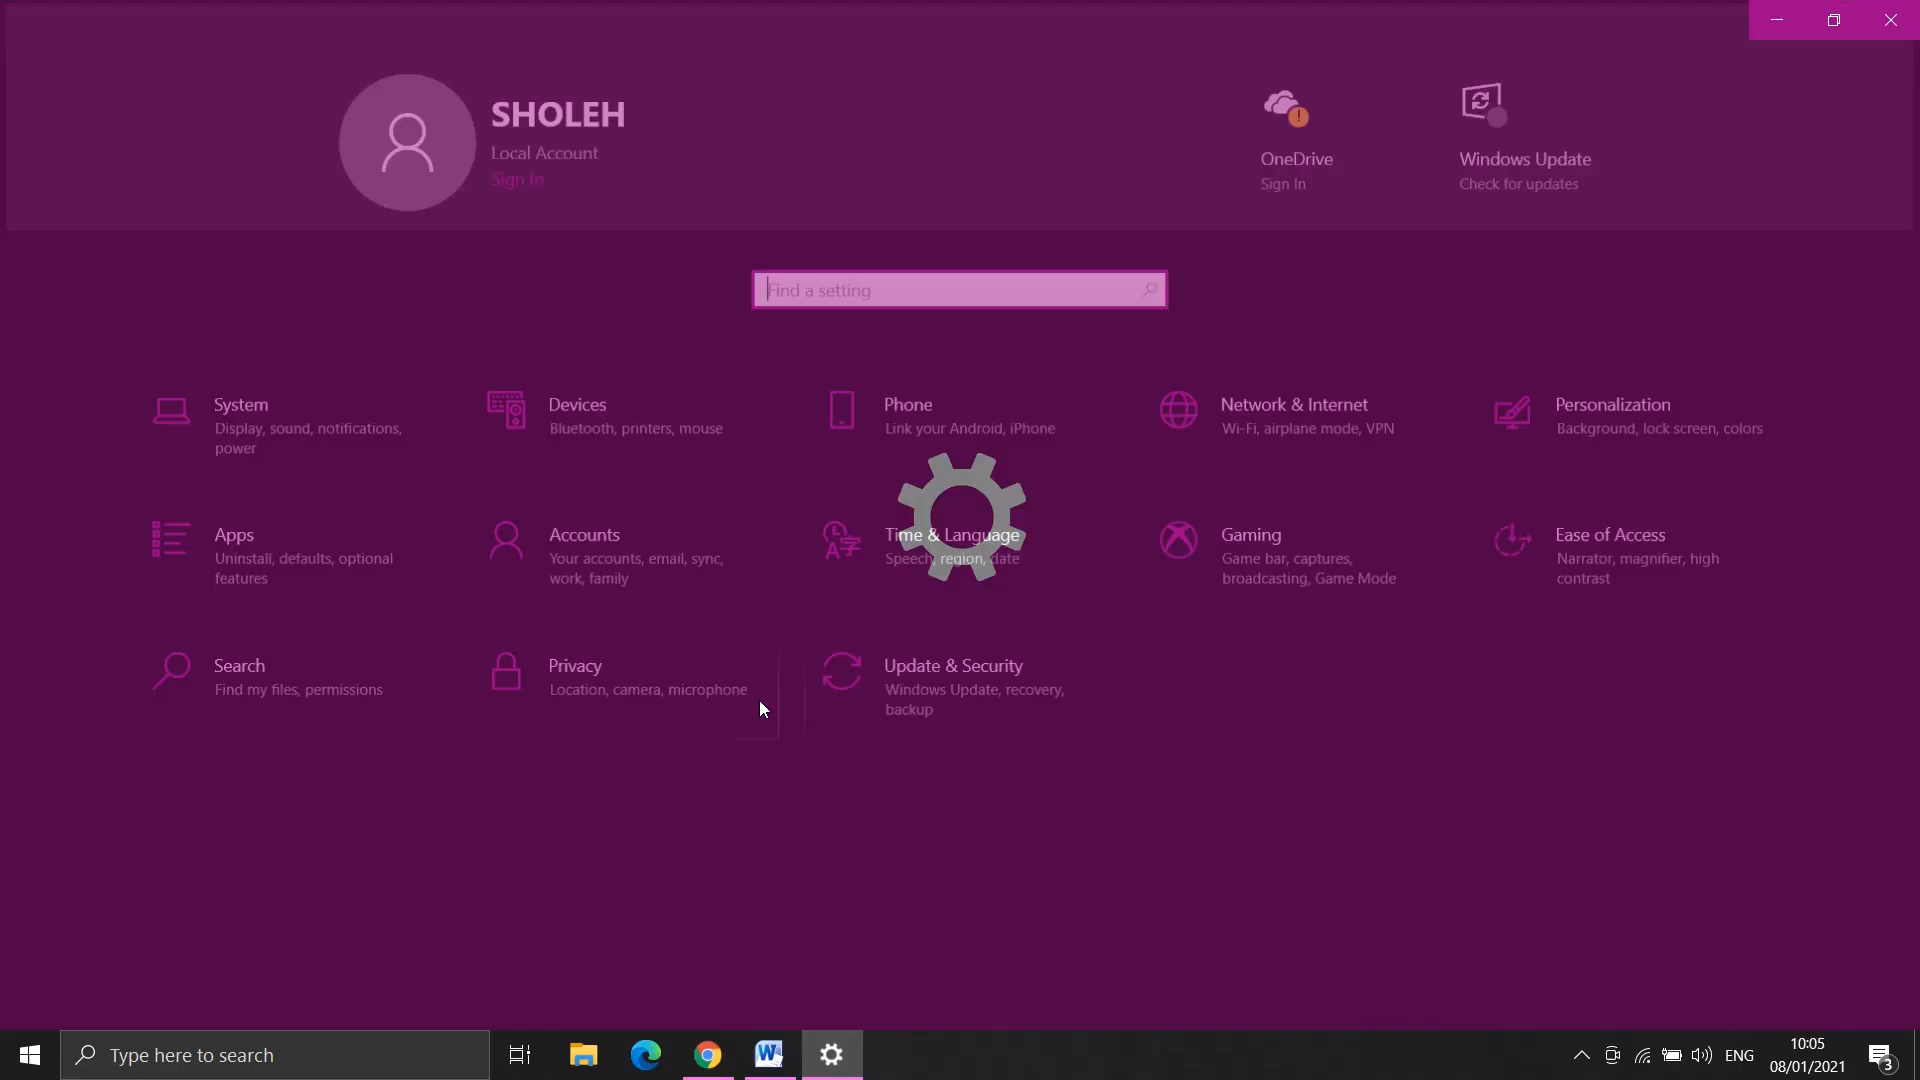 SHOLEH
Local Account
Sign In
OneDrive
Sign In
Windows Update
Check for updates
Find a setting
System
Display, sound, notifications,
power
Devices
Bluetooth, printers, mouse
Phone
Link your Android, iPhone
Network & Internet
Wi-Fi, airplane mode, VPN
Personalization
Background, lock screen, colors
Apps
Uninstall, defaults, optional
features
Accounts
Your accounts, email, sync,
work, family
Time & Language
Speech, region, date
Gaming
Game bar, captures,
broadcasting, Game Mode
Ease of Access
Narrator, magnifier, high
contrast
Search
Find my files, permissions
Privacy
Location, camera, microphone
Update & Security
Windows Update, recovery,
backup
Type here to search
ENG
10:05
08/01/2021
3